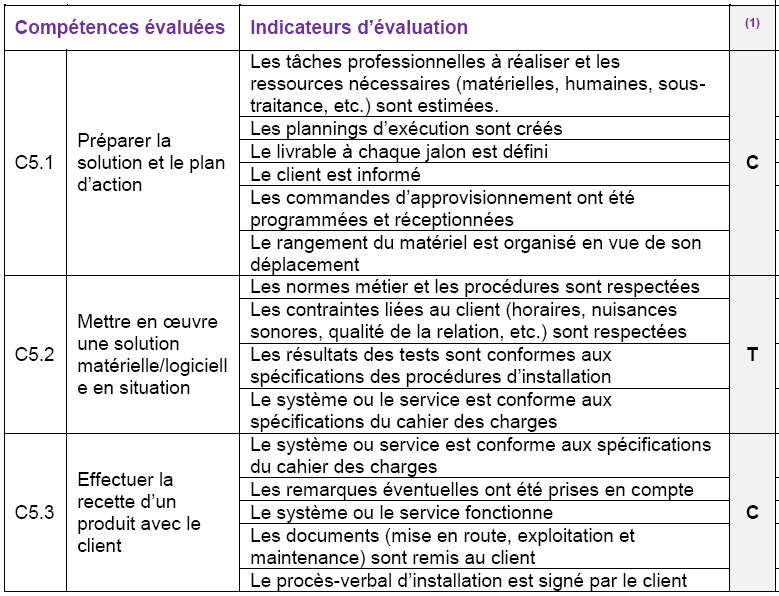 Compétences évaluées Indicateurs d'évaluation (1)
Les tâches professionnelles à réaliser et les
ressources nécessaires (matérielles, humaines, sous-
traitance, etc.) sont estimées.
Les plannings d'exécution sont créés
Le livrable à chaque jalon est défini
Le client est informé
Les commandes d'approvisionnement ont été
programmées et réceptionnées
Le rangement du matériel est organisé en vue de son
déplacement
C5.1
Préparer la
solution et le plan
d'action
C
Les normes métier et les procédures sont respectées
Les contraintes liées au client (horaires, nuisances
sonores, qualité de la relation, etc.) sont respectées
Les résultats des tests sont conformes aux
spécifications des procédures d'installation
Le système ou le service est conforme aux
spécifications du cahier des charges
C5.2
Mettre en œuvre
une solution
matérielle/logiciell
e en situation
T
Le système ou service est conforme aux spécifications
du cahier des charges
Les remarques éventuelles ont été prises en compte
Le système ou le service fonctionne
Les documents (mise en route, exploitation et
maintenance) sont remis au client
Le procès-verbal d'installation est signé par le client
C5.3
Effectuer la
recette d'un
produit avec le
client
C